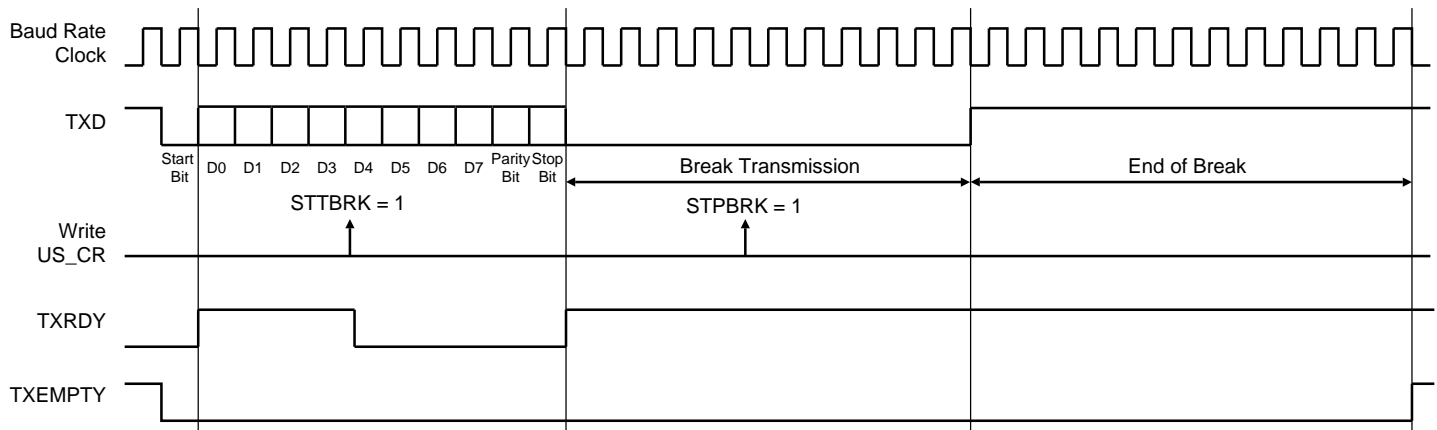 Baud Rate
Clock
TXD
Start
Bit
D0 D1 D2 D3 D4 D5 D6 D7
Parity
Bit
Stop
Bit
Break Transmission
End of Break
STTBRK = 1
STPBRK = 1
Write
US_CR
TXRDY
TXEMPTY